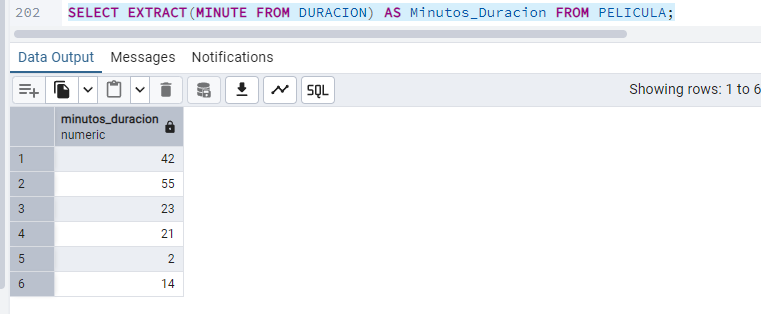 202 SELECT EXTRACT(MINUTE FROM DURACION) AS Minutos_Duracion FROM PELICULA;
Data Output Messages Notifications
SQL Showing rows: 1 to 6
minutos_duracion
numeric
1 42
2 55
3 23
4 21
5 2
6 14